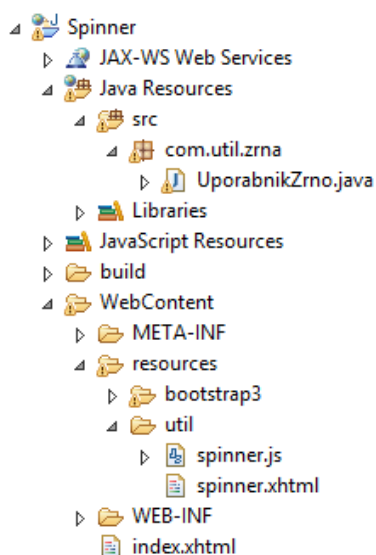 Spinner
JAX-WS Web Services
Java Resources
src
com.util.zrna
UporabnikZrno.java
Libraries
JavaScript Resources
build
WebContent
META-INF
resources
bootstrap3
util
spinner.js
spinner.xhtml
WEB-INF
index.xhtml